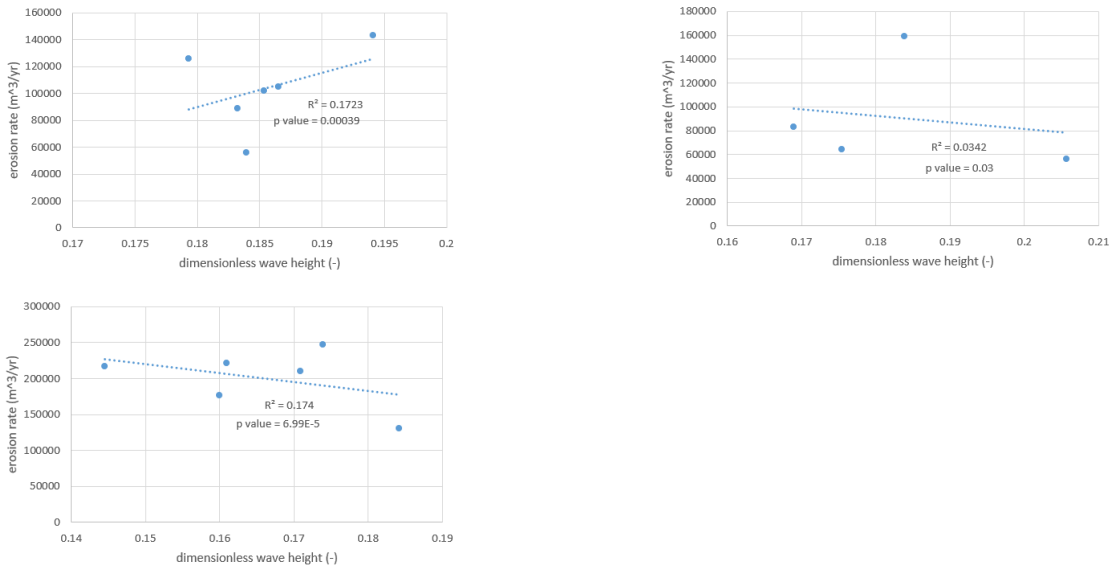 160000
140000
120000
100000
80000
60000
40000
20000
0
erosion rate (m^3/yr)
R² = 0.1723
p value = 0.00039
0.17 0.175 0.18 0.185 0.19 0.195 0.2
dimensionless wave height (-)
180000
160000
140000
120000
100000
80000
60000
40000
20000
0
erosion rate (m^3/yr)
R² = 0.0342
p value = 0.03
0.16 0.17 0.18 0.19 0.2 0.21
dimensionless wave height (-)
300000
250000
200000
150000
100000
50000
0
erosion rate (m^3/yr)
R² = 0.174
p value = 6.99E-5
0.14 0.15 0.16 0.17 0.18 0.19
dimensionless wave height (-)